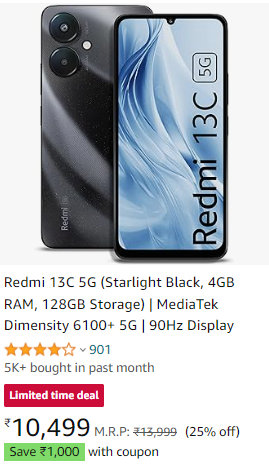 Redmi 13C 5G
Redmi
Redmi 13C 5G (Starlight Black, 4GB
RAM, 128GB Storage) | MediaTek
Dimensity 6100+ 5G | 90Hz Display
901
5K+ bought in past month
Limited time deal
₹10,499 M.R.P: ₹13,999 (25% off)
Save ₹1,000 with coupon